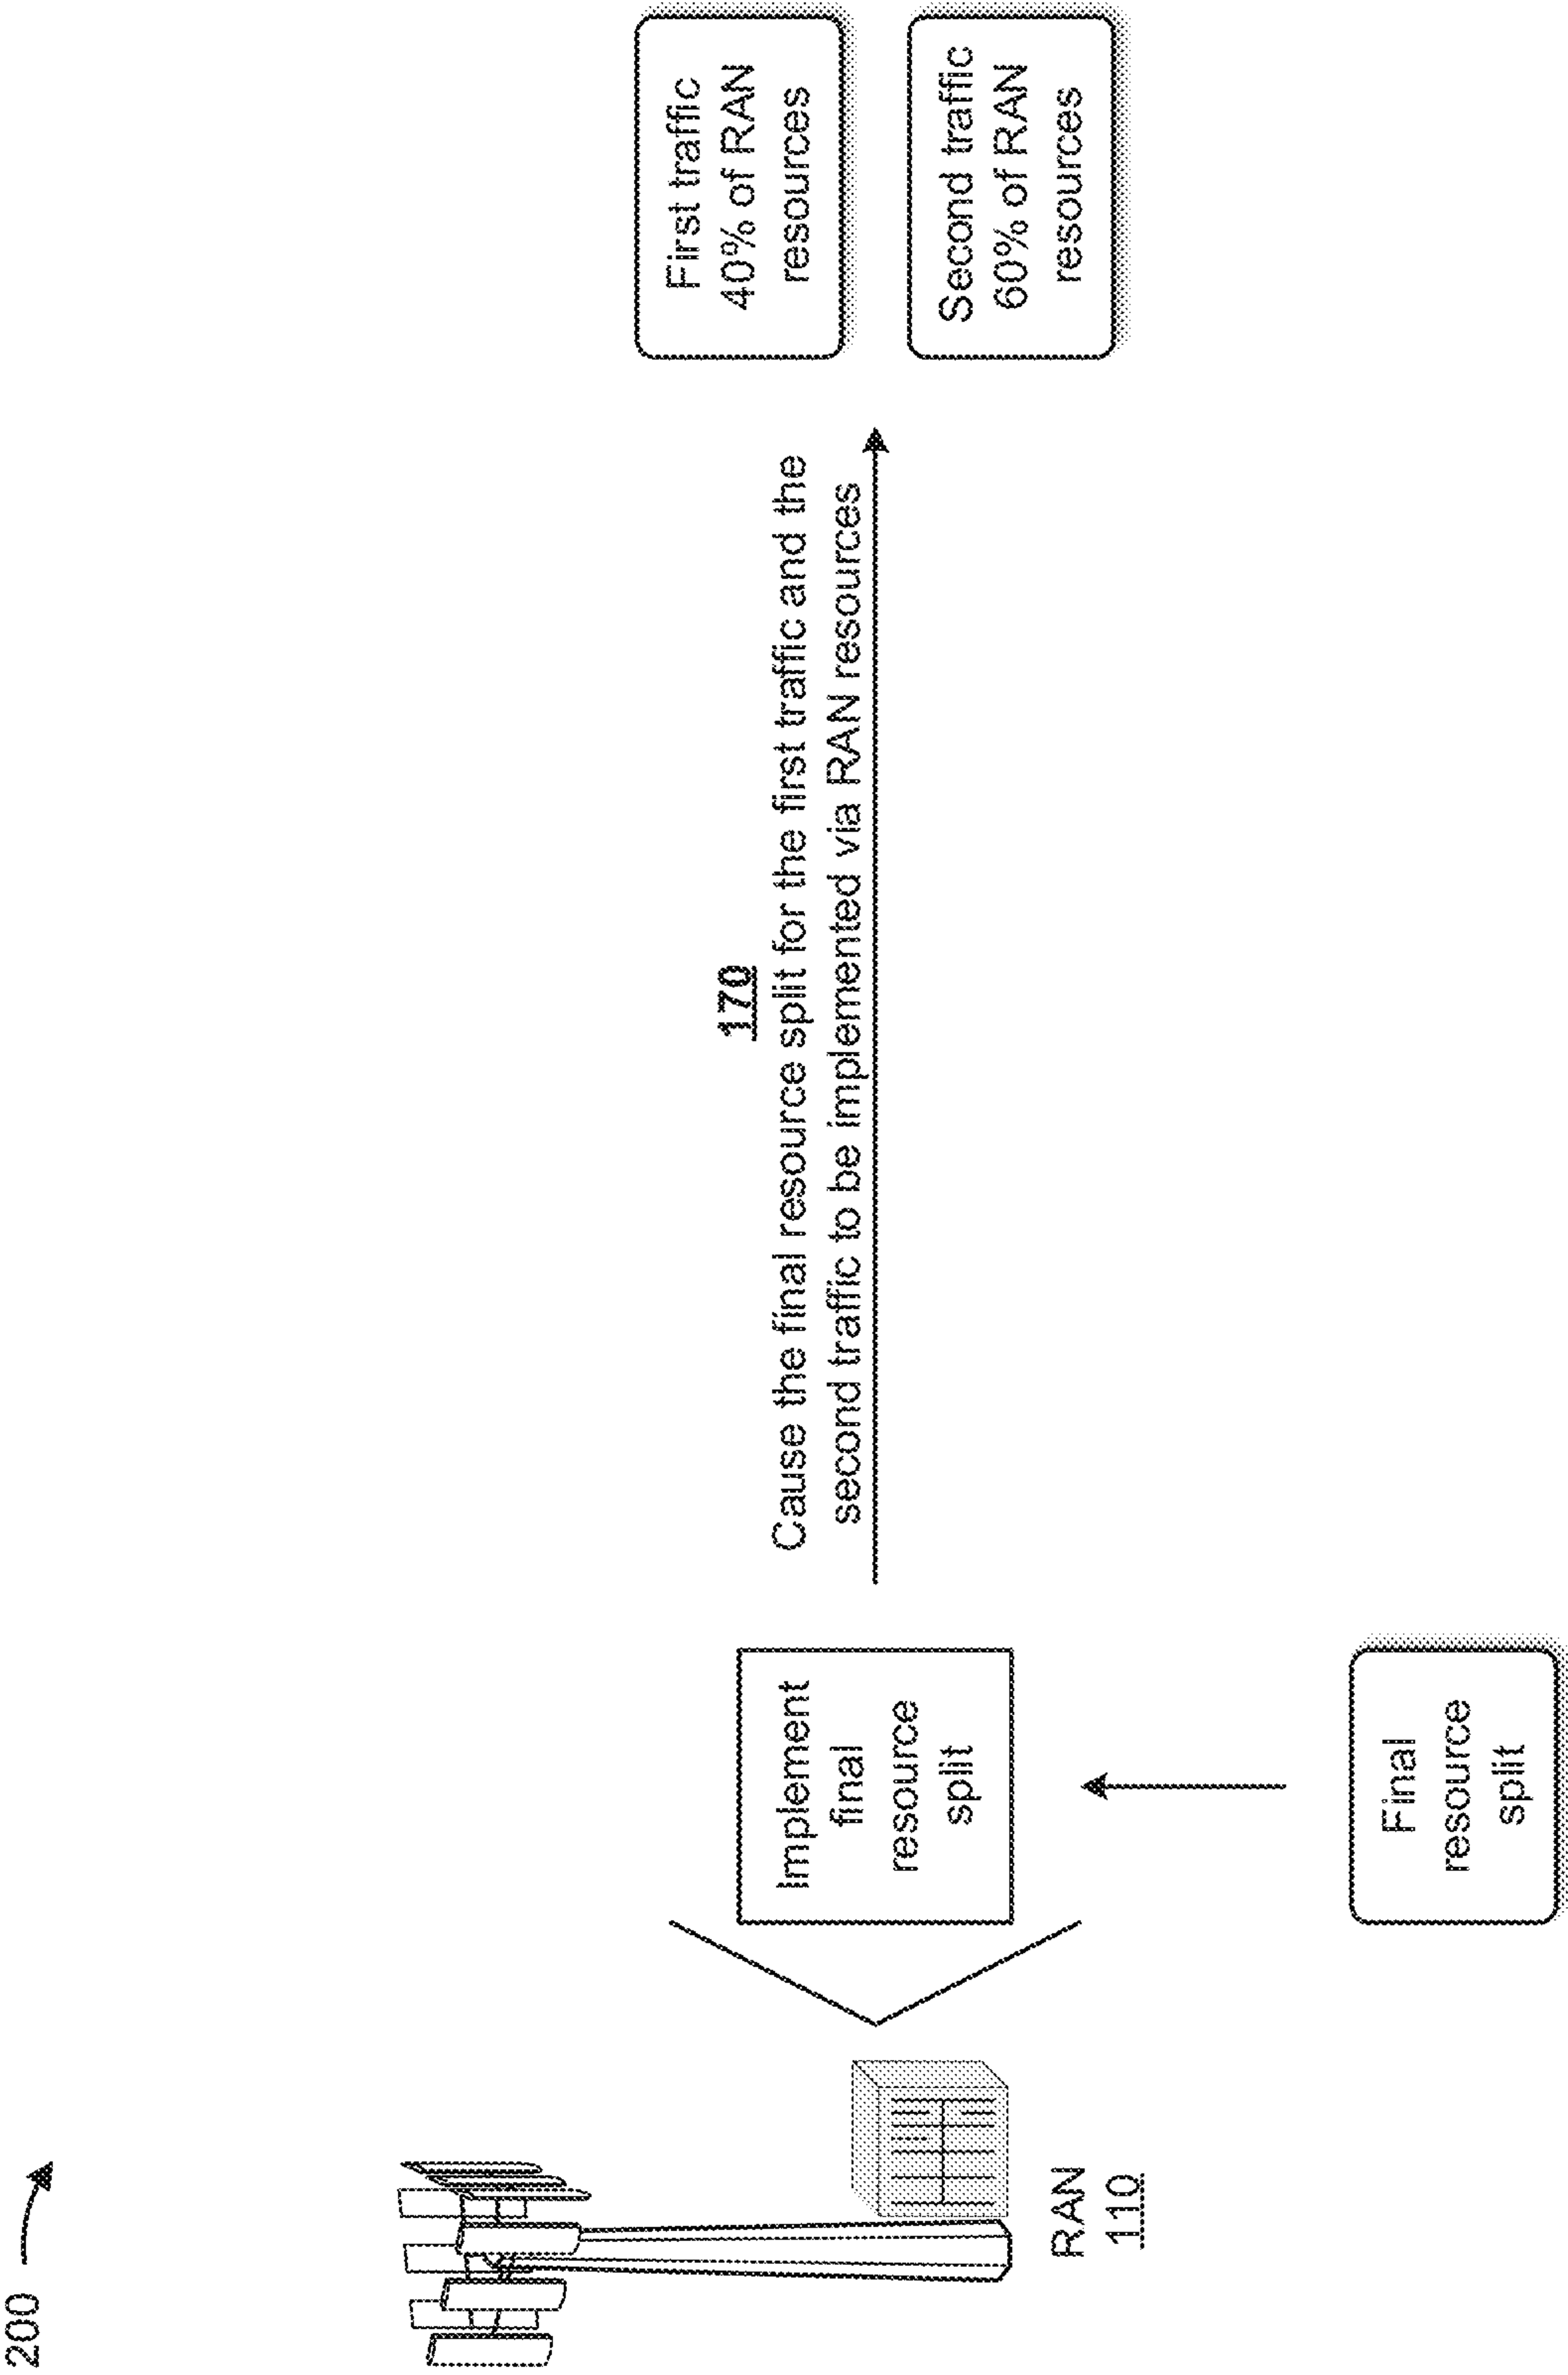 200
RAN
110
Implement
final
resource
split
Final
resource
split
170
Cause the final resource split for the first traffic and the
second traffic to be implemented via RAN resources
First traffic
40% of RAN
resources
Second traffic
60% of RAN
resources